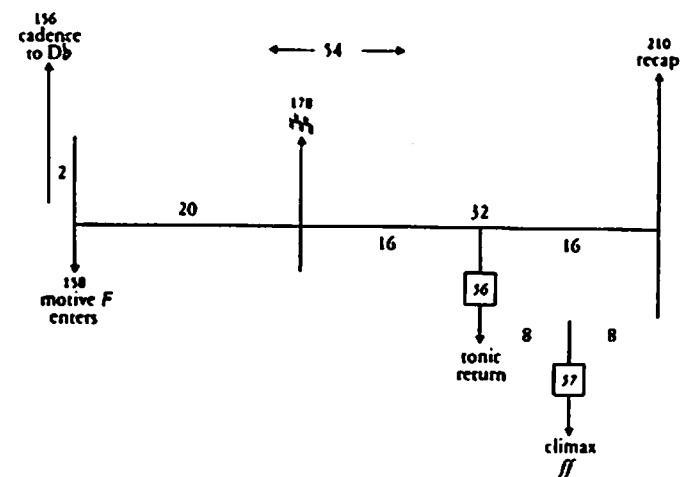 156
cadence
to D♭
54
210
recap
178
2
20
32
16
16
158
motive F
enters
56
tonic
return
8
8
57
climax
ff